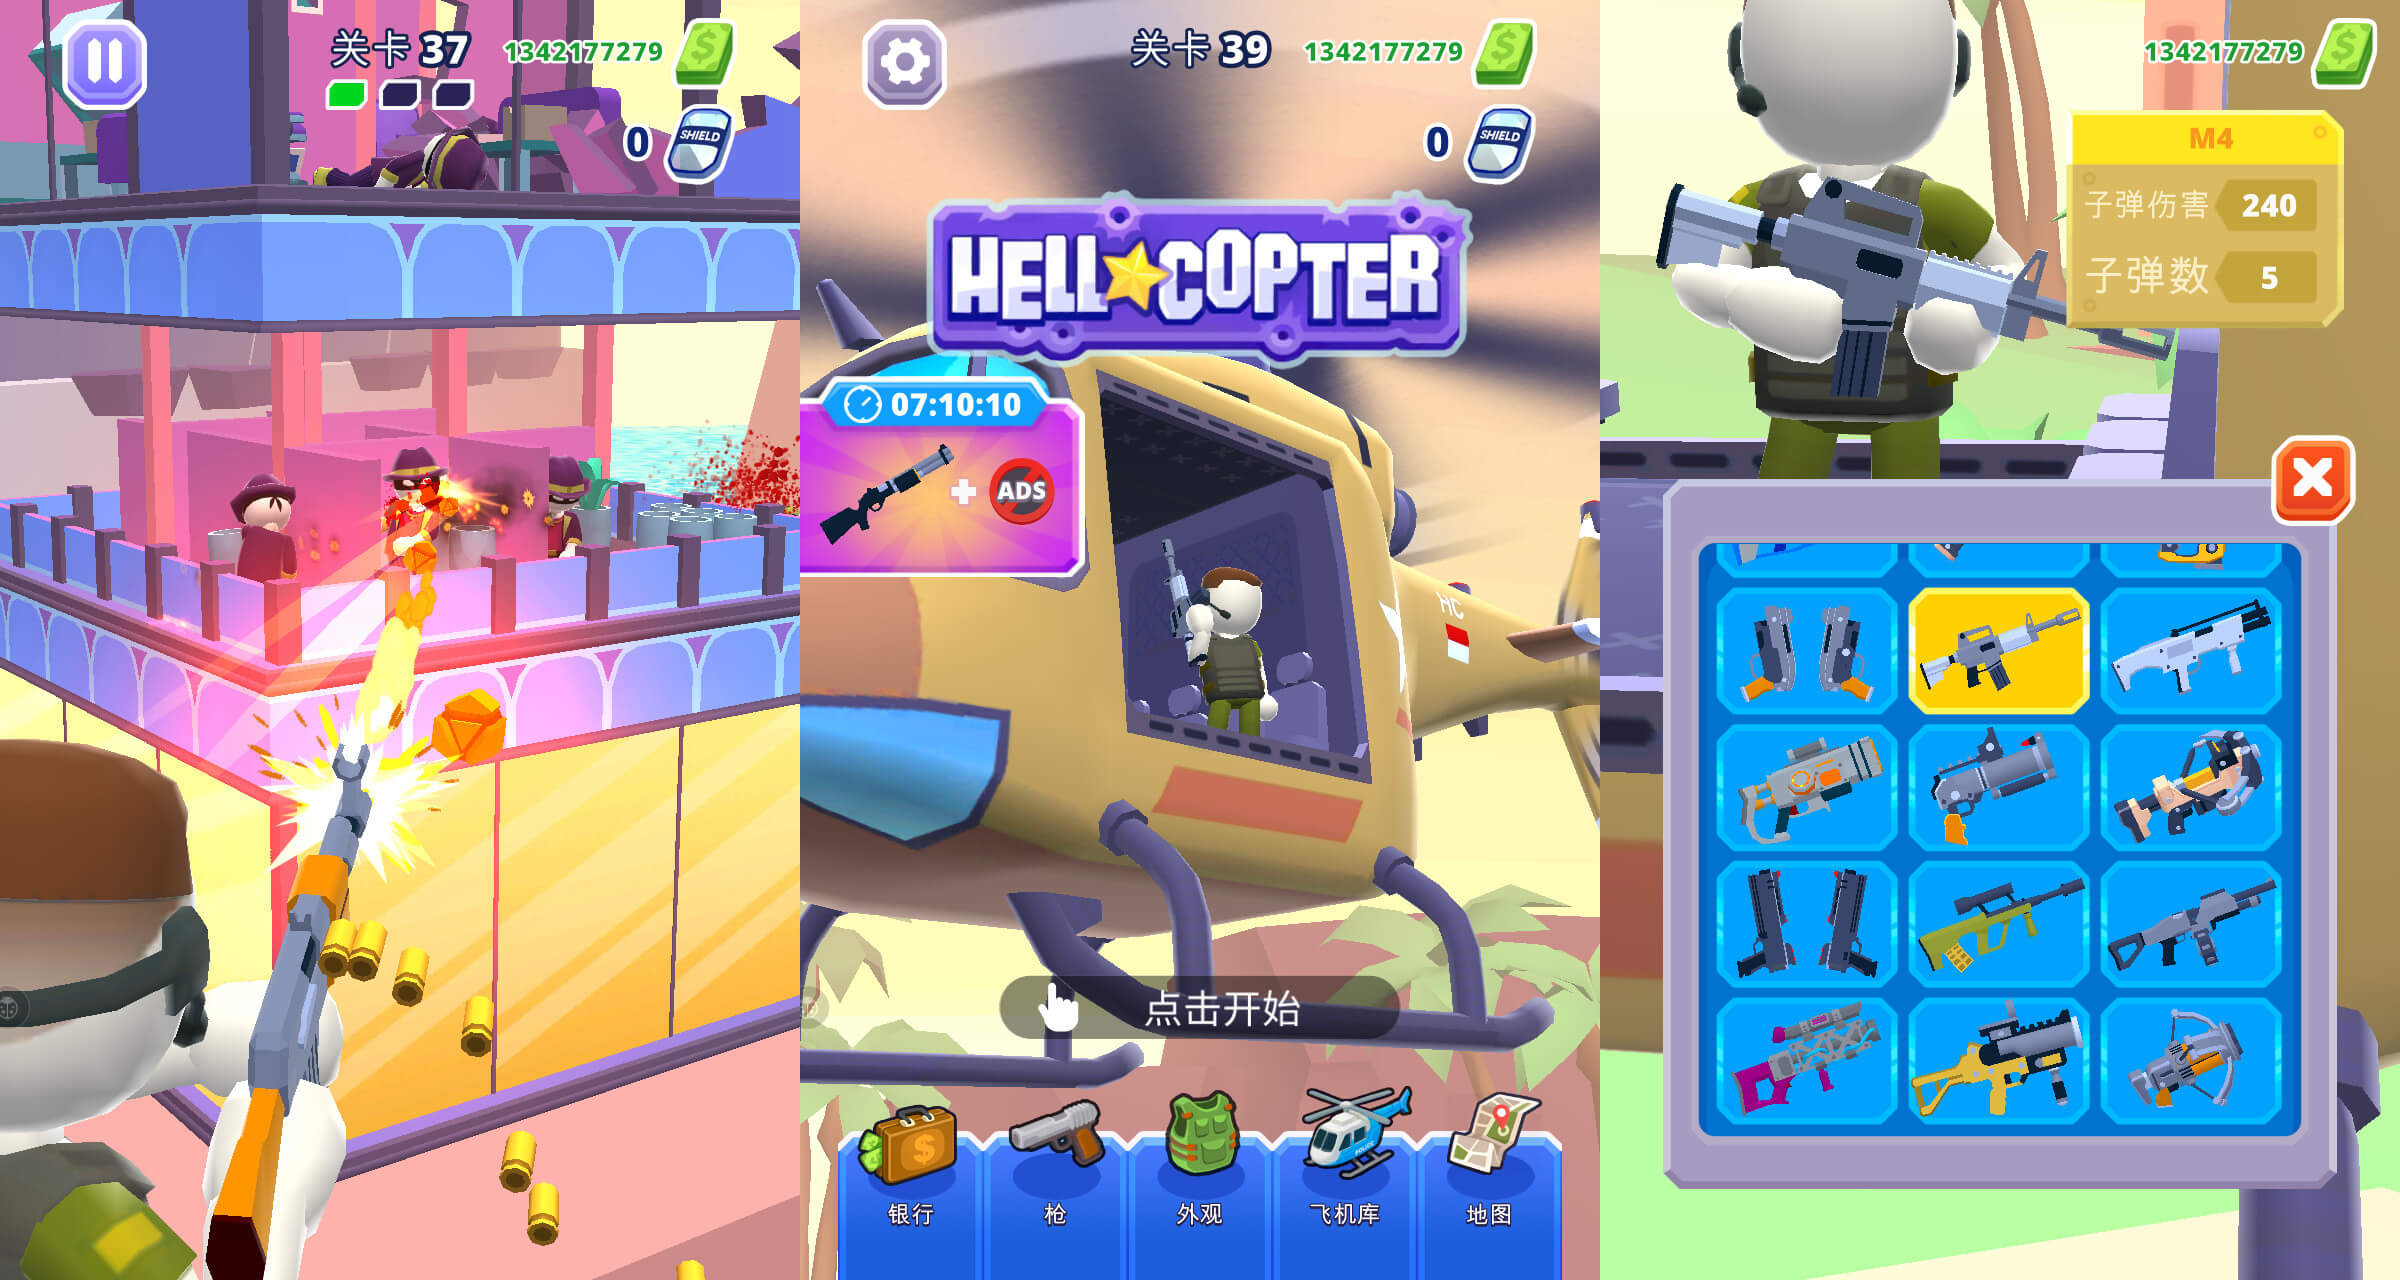 关卡 37
1342177279
0
SHIELD
关卡 39
1342177279
0
SHIELD
HELL COPTER
07:10:10
+ ADS
HC
点击开始
银行
枪
外观
飞机库
地图
1342177279
M4
子弹伤害 240
子弹数 5